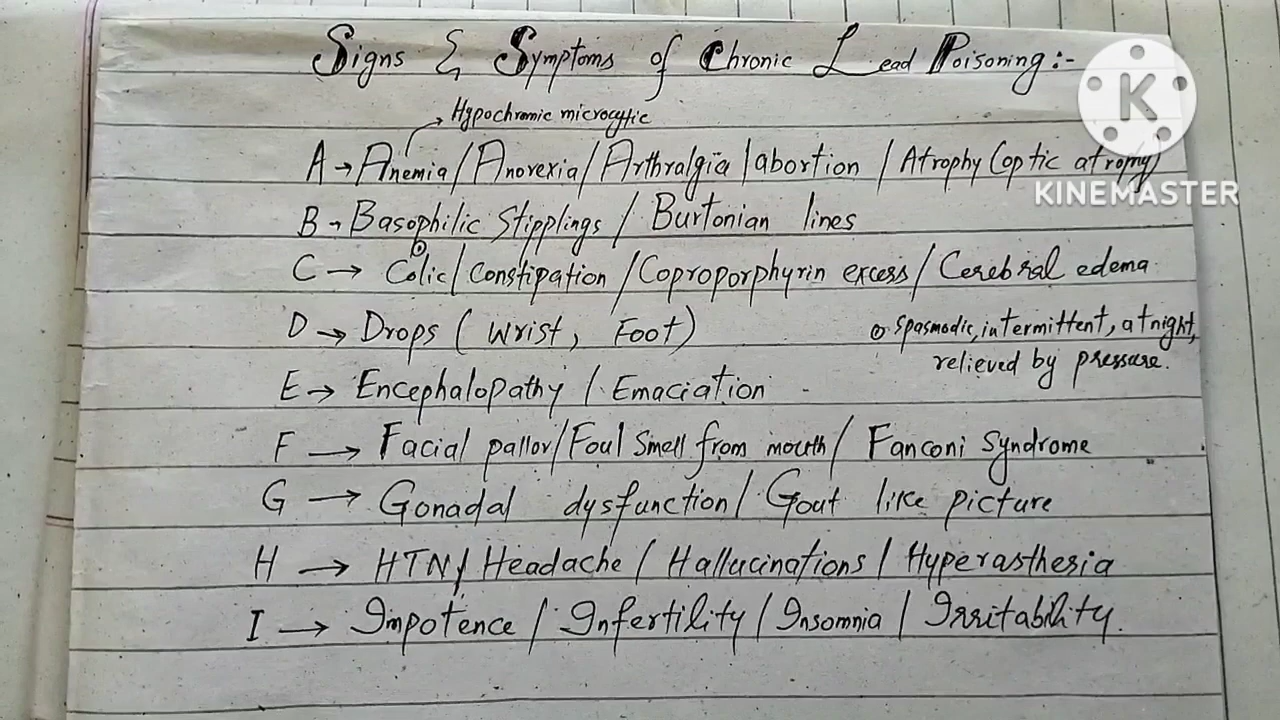 Signs & Symptoms of Chronic Lead Poisoning:-
→ Hypochromic microcytic
A → Anemia/Anorexia/Arthralgia/abortion/Atrophy (optic atropmy)
KINEMASTER
B → Basophilic Stipplings / Burtonian lines
C → Colic/Constipation/Coproporphyrin excess/Cerebral edema
D → Drops (Wrist, Foot)
⊙ Spasmodic, intermittent, at night,
relieved by pressure.
E → Encephalopathy / Emaciation
F → Facial pallor/Foul Smell from mouth/ Fanconi Syndrome
G → Gonadal dysfunction/ Gout like picture
H → HTN/ Headache/ Hallucinations/ Hyperasthesia
I → Impotence / Infertility/ Insomnia / Irritability.